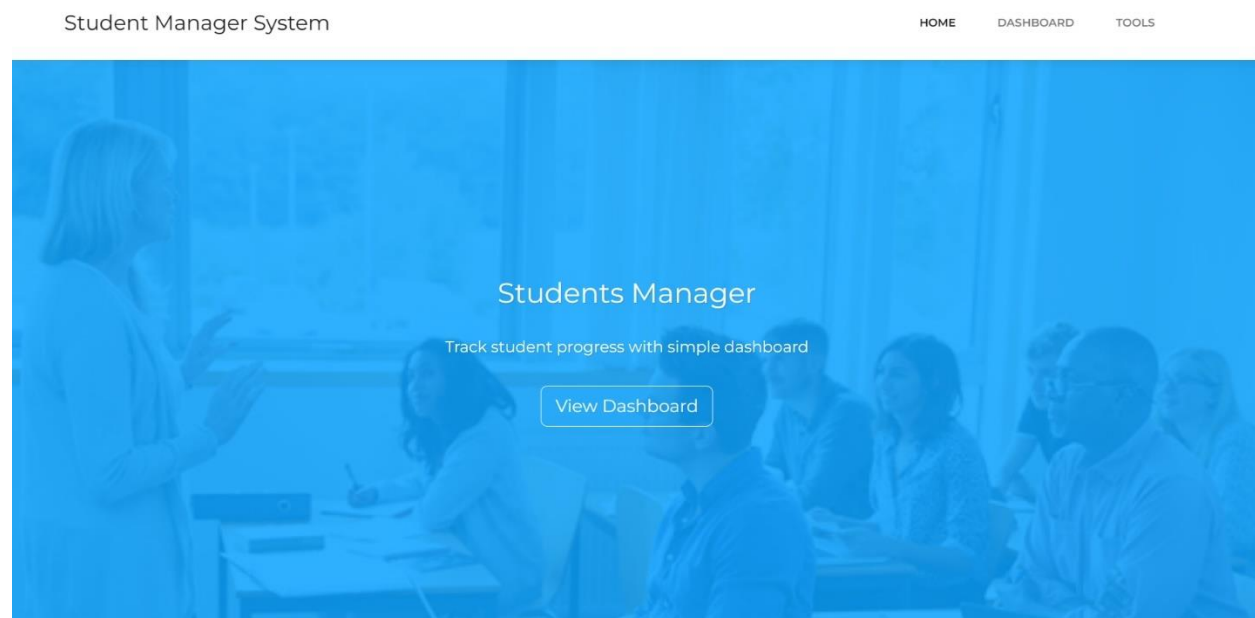 Student Manager System
HOME DASHBOARD TOOLS
Students Manager
Track student progress with simple dashboard
View Dashboard